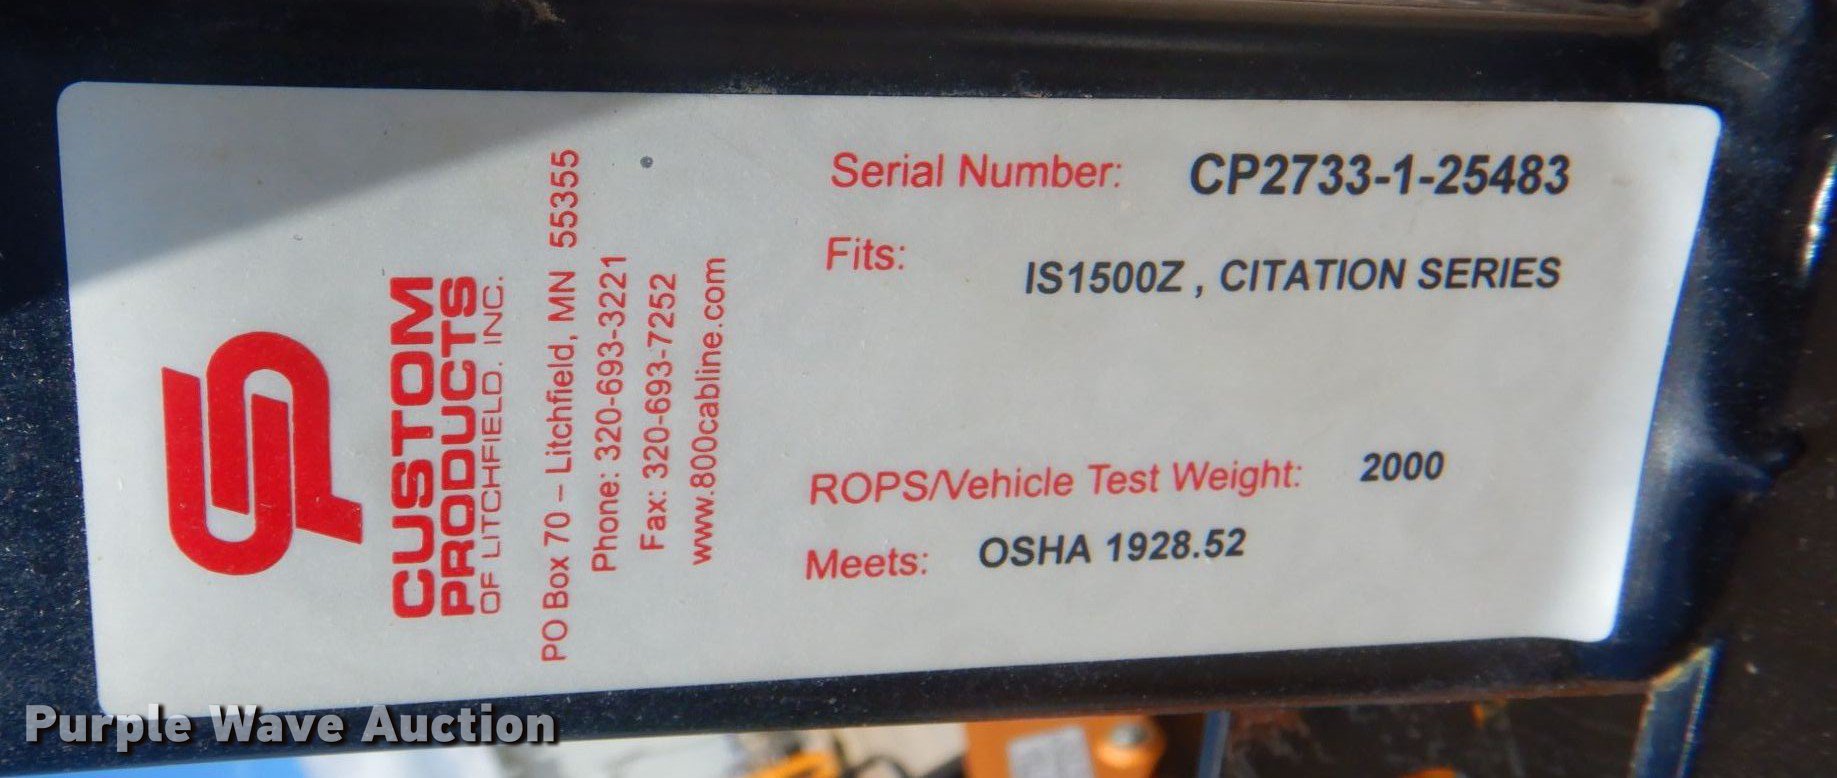 CP
CUSTOM
PRODUCTS
OF LITCHFIELD. INC.
PO Box 70 – Litchfield, MN 55355
Phone: 320-693-3221
Fax: 320-693-7252
www.800cabline.com
Serial Number: CP2733-1-25483
Fits: IS1500Z , CITATION SERIES
ROPS/Vehicle Test Weight: 2000
Meets: OSHA 1928.52
Purple Wave Auction